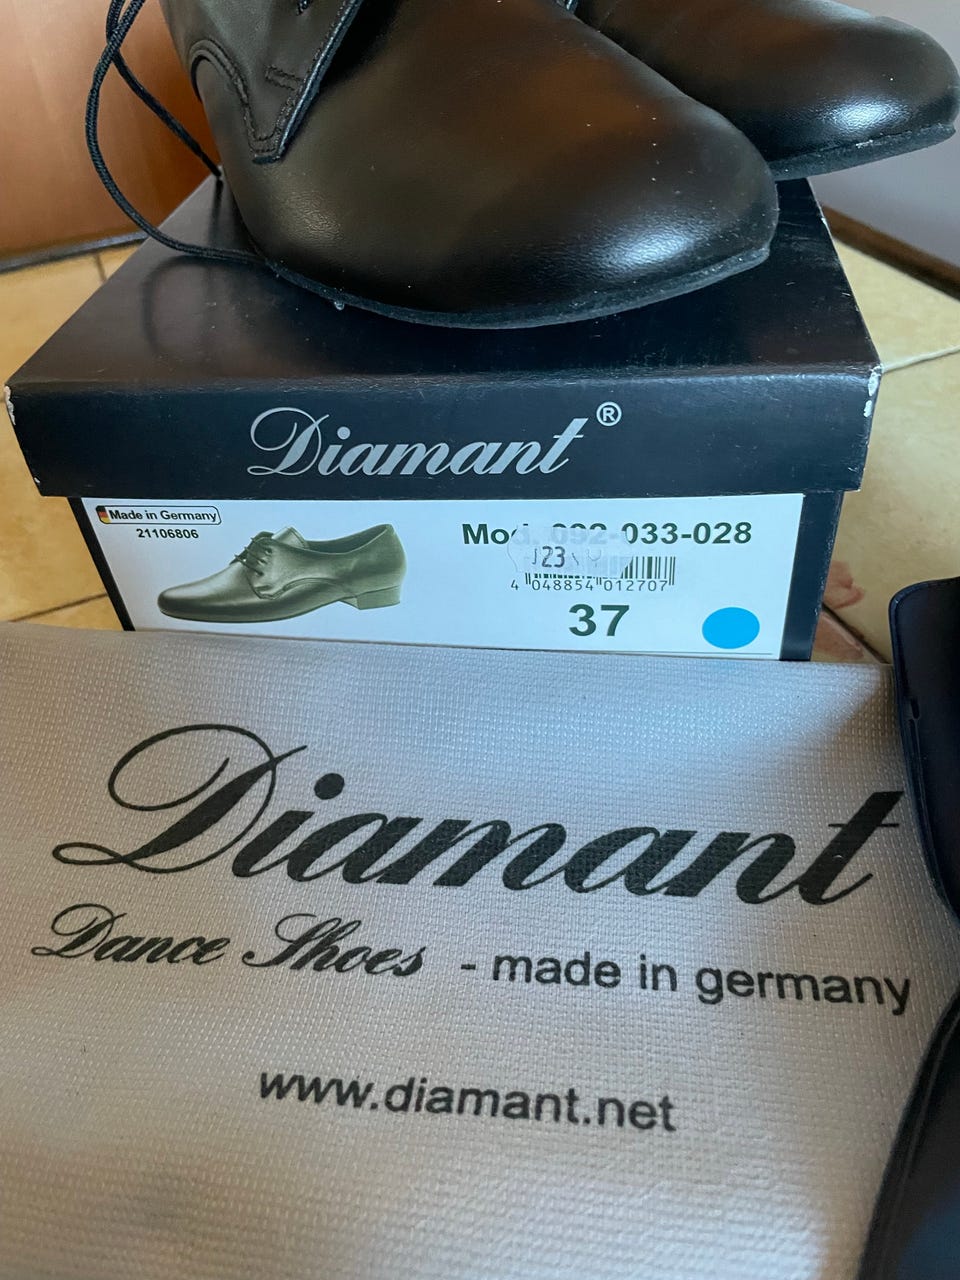 Diamant®
Made in Germany
21106806
Mod. 092-033-028
123
4 048854 012707
37
Diamant
Dance Shoes - made in germany
www.diamant.net